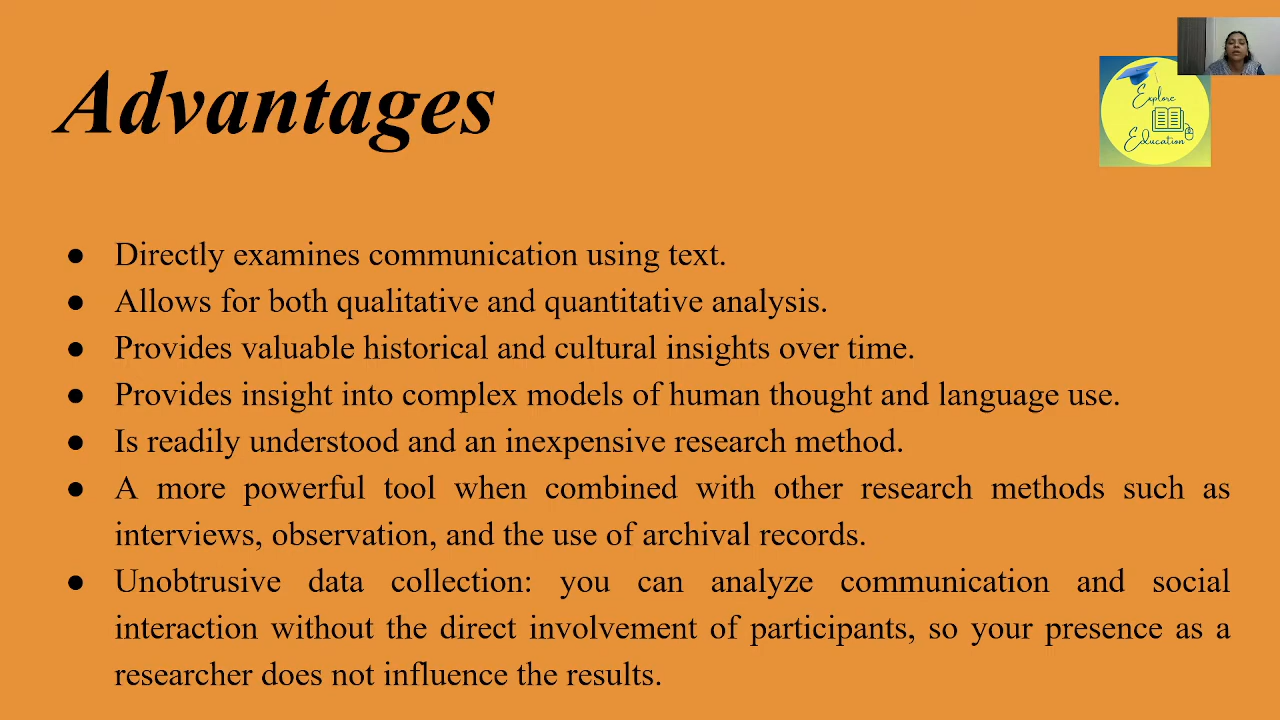 Advantages
Explore
Education
● Directly examines communication using text.
● Allows for both qualitative and quantitative analysis.
● Provides valuable historical and cultural insights over time.
● Provides insight into complex models of human thought and language use.
● Is readily understood and an inexpensive research method.
● A more powerful tool when combined with other research methods such as
interviews, observation, and the use of archival records.
● Unobtrusive data collection: you can analyze communication and social
interaction without the direct involvement of participants, so your presence as a
researcher does not influence the results.